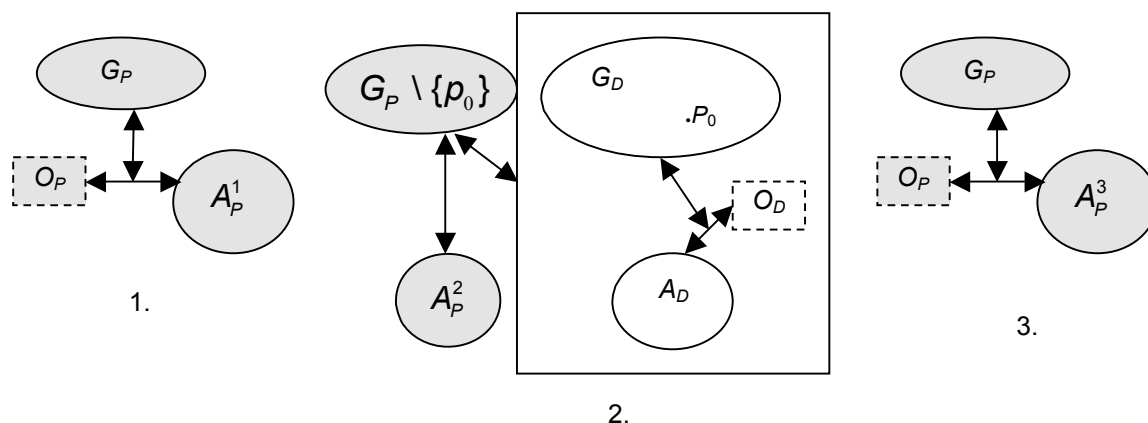 G_P
O_P
A_P^1
1.
G_P \ {p_0}
A_P^2
G_D
.P_0
O_D
A_D
2.
G_P
O_P
A_P^3
3.